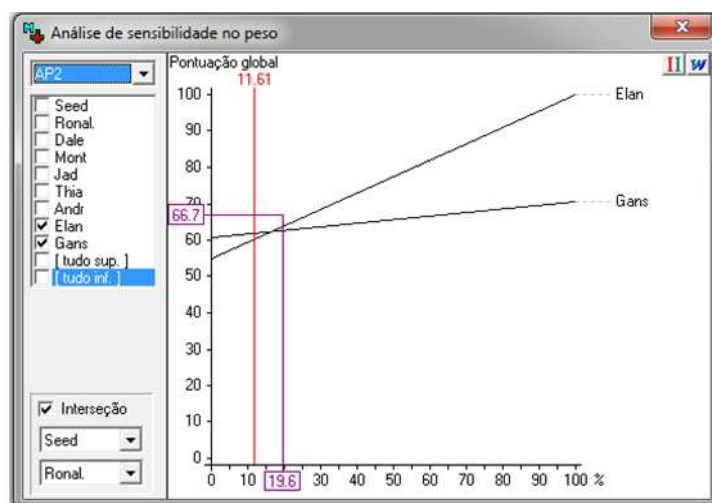 Análise de sensibilidade no peso
AP2
Seed
Ronal.
Dale
Mont
Jad
Thia
Andr
Elan
Gans
[ tudo sup. ]
[ tudo inf. ]
Interseção
Seed
Ronal.
Pontuação global
11.61
100
90
80
70
66.7
60
50
40
30
20
10
0
Elan
Gans
0 10 19.6 30 40 50 60 70 80 90 100 %
II w